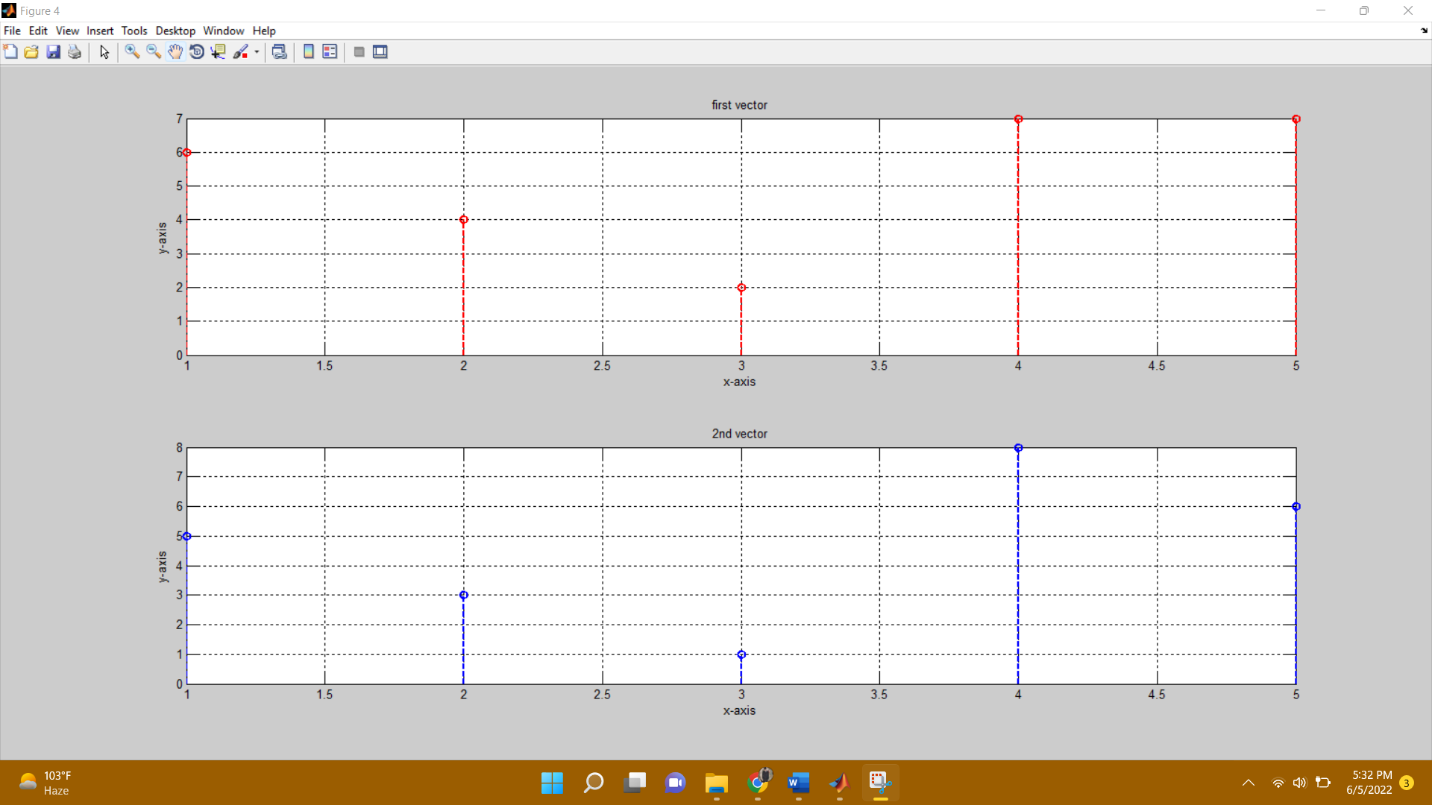 Figure 4
File Edit View Insert Tools Desktop Window Help
first vector
7
6
5
4
3
2
1
0
y-axis
1 1.5 2 2.5 3 3.5 4 4.5 5
x-axis
2nd vector
8
7
6
5
4
3
2
1
0
y-axis
1 1.5 2 2.5 3 3.5 4 4.5 5
x-axis
103°F
Haze
5:32 PM
6/5/2022
3